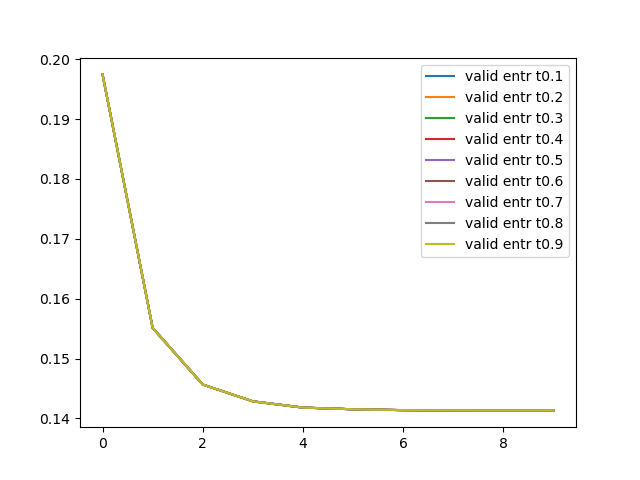 0.20
0.19
0.18
0.17
0.16
0.15
0.14
0
2
4
6
8
valid entr t0.1
valid entr t0.2
valid entr t0.3
valid entr t0.4
valid entr t0.5
valid entr t0.6
valid entr t0.7
valid entr t0.8
valid entr t0.9